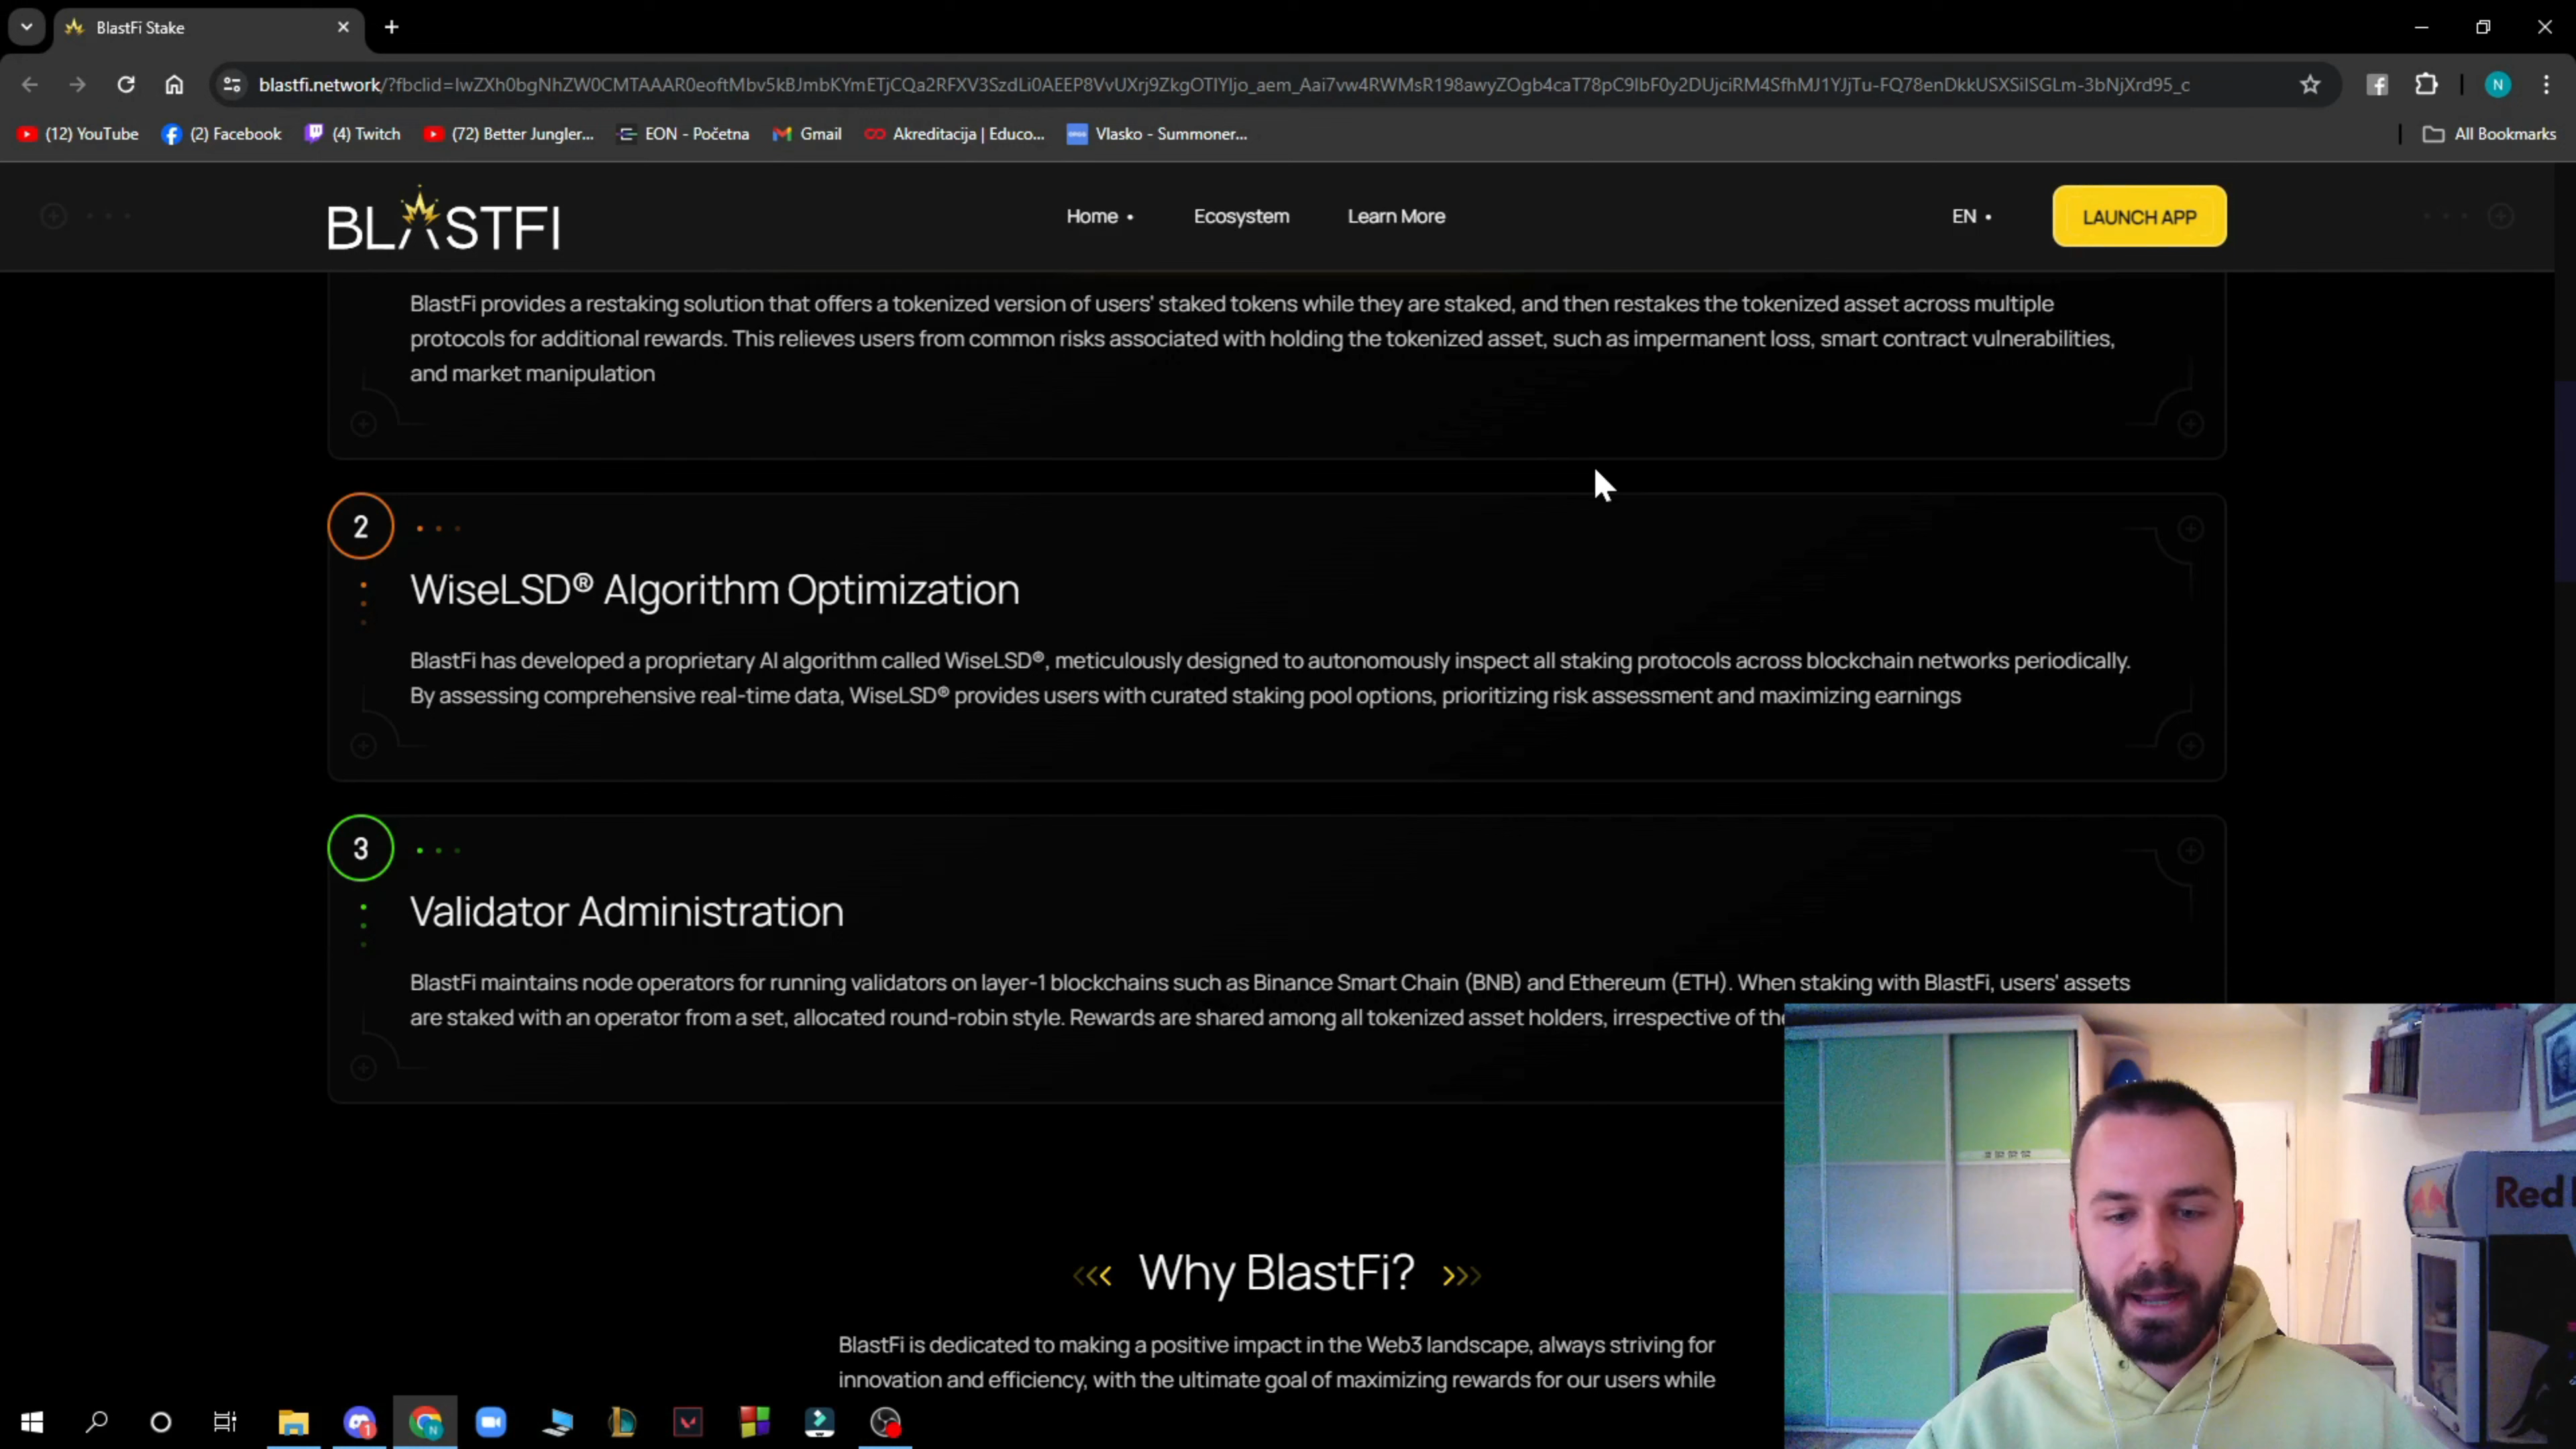 BlastFi Stake
blastfi.network/?fbclid=IwZXh0bgNhZW0CMTAAAR0eoftMbv5kBJmbKYmETjCQa2RFXV3SzdLi0AEEP8VvUXrj9ZkgOTIYljo_aem_Aai7vw4RWMsR198awyZOgb4caT78pC9IbF0y2DUjciRM4SfhMJ1YJjTu-FQ78enDkkUSXSiISGLm-3bNjXrd95_c
N
(12) YouTube
(2) Facebook
(4) Twitch
(72) Better Jungler...
EON - Početna
Gmail
Akreditacija | Educo...
Vlasko - Summoner...
All Bookmarks
BLASTFI
Home
Ecosystem
Learn More
EN
LAUNCH APP
BlastFi provides a restaking solution that offers a tokenized version of users' staked tokens while they are staked, and then restakes the tokenized asset across multiple
protocols for additional rewards. This relieves users from common risks associated with holding the tokenized asset, such as impermanent loss, smart contract vulnerabilities,
and market manipulation
2
WiseLSD® Algorithm Optimization
BlastFi has developed a proprietary AI algorithm called WiseLSD®, meticulously designed to autonomously inspect all staking protocols across blockchain networks periodically.
By assessing comprehensive real-time data, WiseLSD® provides users with curated staking pool options, prioritizing risk assessment and maximizing earnings
3
Validator Administration
BlastFi maintains node operators for running validators on layer-1 blockchains such as Binance Smart Chain (BNB) and Ethereum (ETH). When staking with BlastFi, users' assets
are staked with an operator from a set, allocated round-robin style. Rewards are shared among all tokenized asset holders, irrespective of the
Why BlastFi?
BlastFi is dedicated to making a positive impact in the Web3 landscape, always striving for
innovation and efficiency, with the ultimate goal of maximizing rewards for our users while
Red
1
N